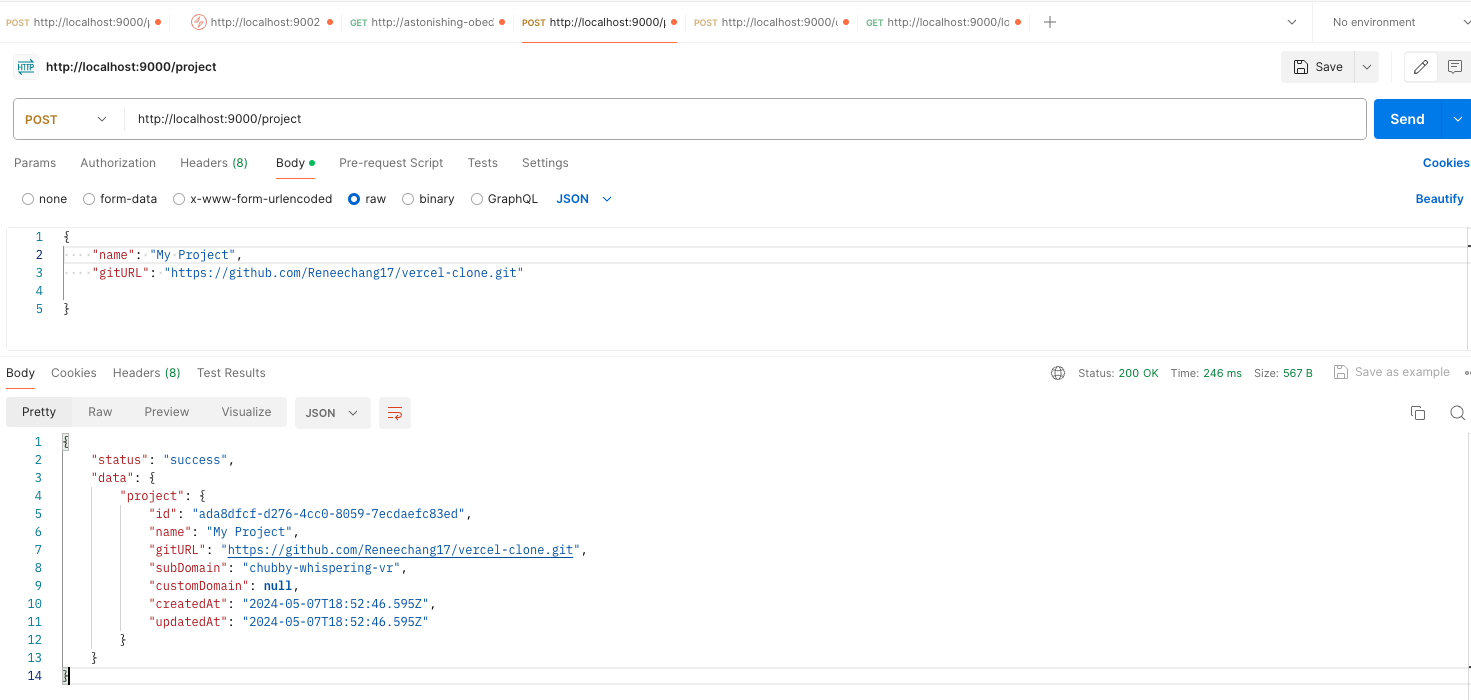 POST http://localhost:9000/p http://localhost:9002 GET http://astonishing-obec POST http://localhost:9000/p POST http://localhost:9000/ GET http://localhost:9000/lo No environment
HTTP http://localhost:9000/project Save
POST http://localhost:9000/project Send
Params Authorization Headers (8) Body Pre-request Script Tests Settings Cookies
none form-data x-www-form-urlencoded raw binary GraphQL JSON Beautify
1 {
2 "name": "My Project",
3 "gitURL": "https://github.com/Reneechang17/vercel-clone.git"
4
5 }
Body Cookies Headers (8) Test Results Status: 200 OK Time: 246 ms Size: 567 B Save as example
Pretty Raw Preview Visualize JSON
1 {
2 "status": "success",
3 "data": {
4 "project": {
5 "id": "ada8dfcf-d276-4cc0-8059-7ecdaefc83ed",
6 "name": "My Project",
7 "gitURL": "https://github.com/Reneechang17/vercel-clone.git",
8 "subDomain": "chubby-whispering-vr",
9 "customDomain": null,
10 "createdAt": "2024-05-07T18:52:46.595Z",
11 "updatedAt": "2024-05-07T18:52:46.595Z"
12 }
13 }
14 }